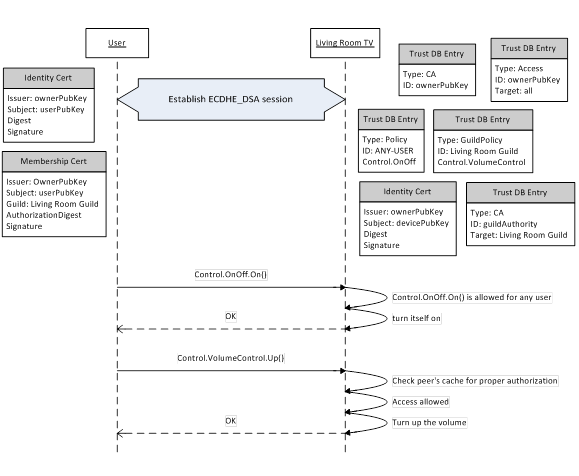 User
Living Room TV
Trust DB Entry
Type: CA
ID: ownerPubKey
Trust DB Entry
Type: Access
ID: ownerPubKey
Target: all
Identity Cert
Issuer: ownerPubKey
Subject: userPubKey
Digest
Signature
Establish ECDHE_DSA session
Trust DB Entry
Type: Policy
ID: ANY-USER
Control.OnOff
Trust DB Entry
Type: GuildPolicy
ID: Living Room Guild
Control.VolumeControl
Membership Cert
Issuer: OwnerPubKey
Subject: userPubKey
Guild: Living Room Guild
AuthorizationDigest
Signature
Identity Cert
Issuer: ownerPubKey
Subject: devicePubKey
Digest
Signature
Trust DB Entry
Type: CA
ID: guildAuthority
Target: Living Room Guild
Control.OnOff.On()
Control.OnOff.On() is allowed for any user
OK
turn itself on
Control.VolumeControl.Up()
Check peer's cache for proper authorization
Access allowed
OK
Turn up the volume